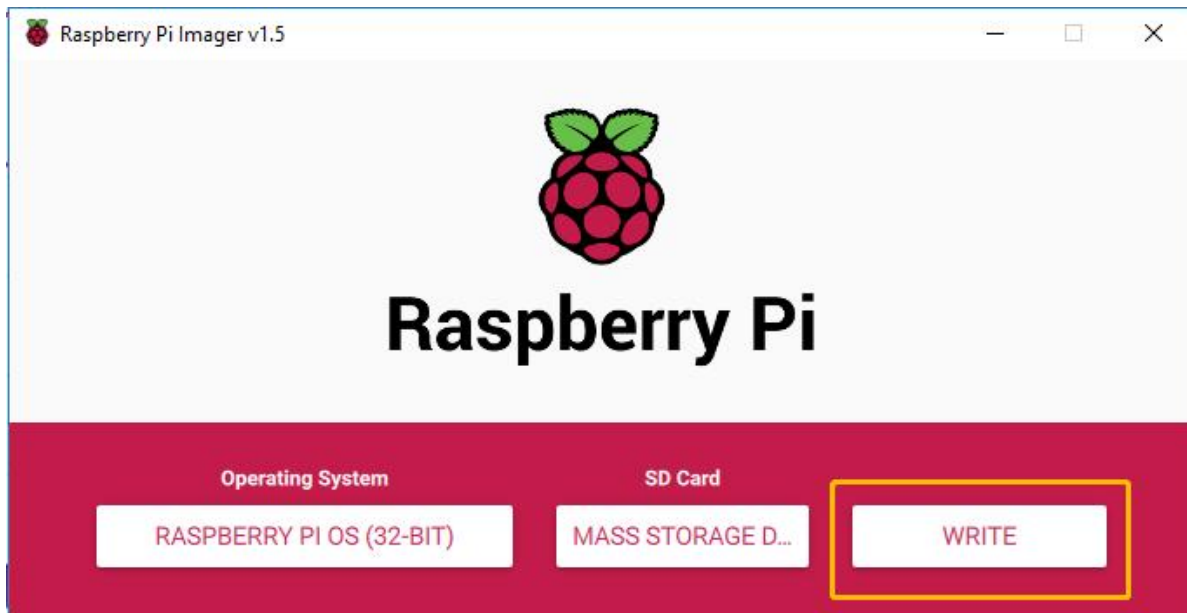 Raspberry Pi Imager v1.5
Raspberry Pi
Operating System
SD Card
RASPBERRY PI OS (32-BIT)
MASS STORAGE D...
WRITE